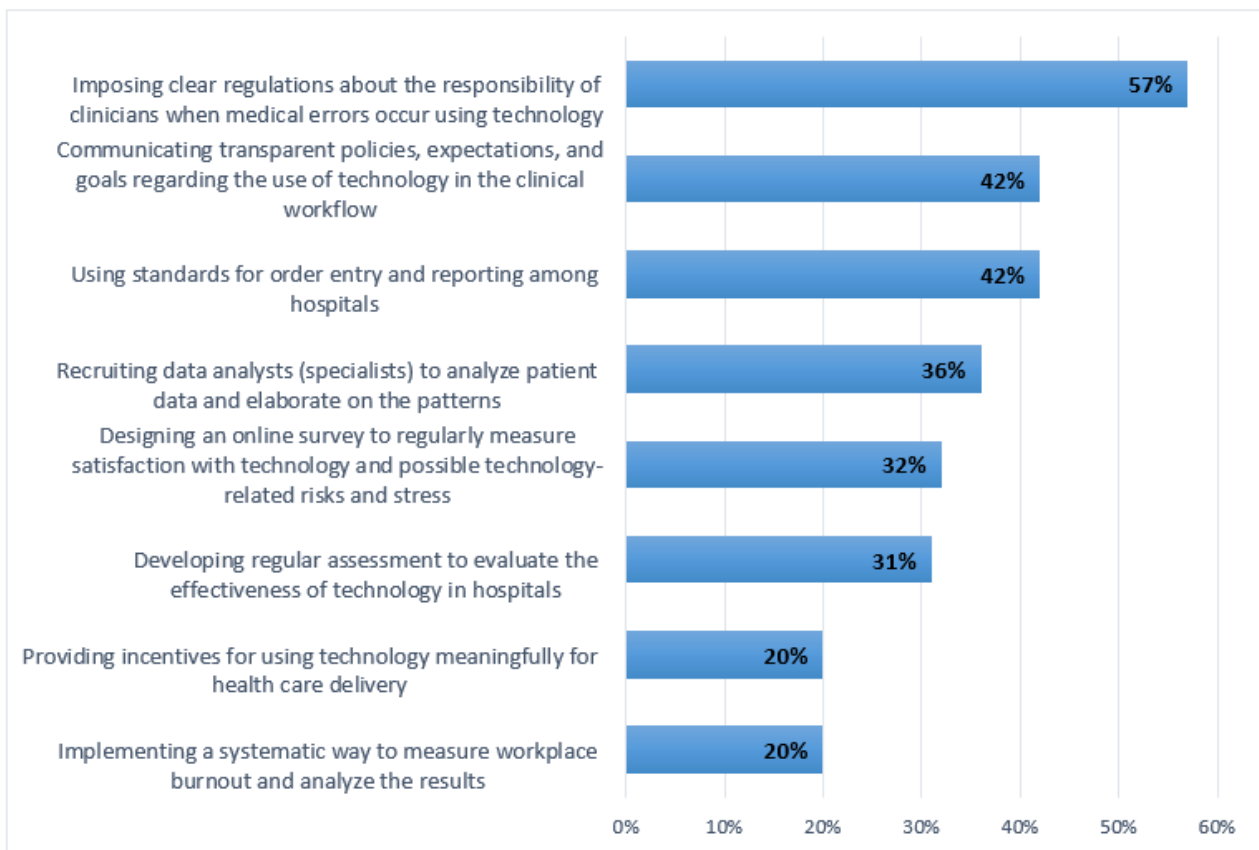 Imposing clear regulations about the responsibility of
clinicians when medical errors occur using technology
57%
Communicating transparent policies, expectations, and
goals regarding the use of technology in the clinical
workflow
42%
Using standards for order entry and reporting among
hospitals
42%
Recruiting data analysts (specialists) to analyze patient
data and elaborate on the patterns
36%
Designing an online survey to regularly measure
satisfaction with technology and possible technology-
related risks and stress
32%
Developing regular assessment to evaluate the
effectiveness of technology in hospitals
31%
Providing incentives for using technology meaningfully for
health care delivery
20%
Implementing a systematic way to measure workplace
burnout and analyze the results
20%
0% 10% 20% 30% 40% 50% 60%